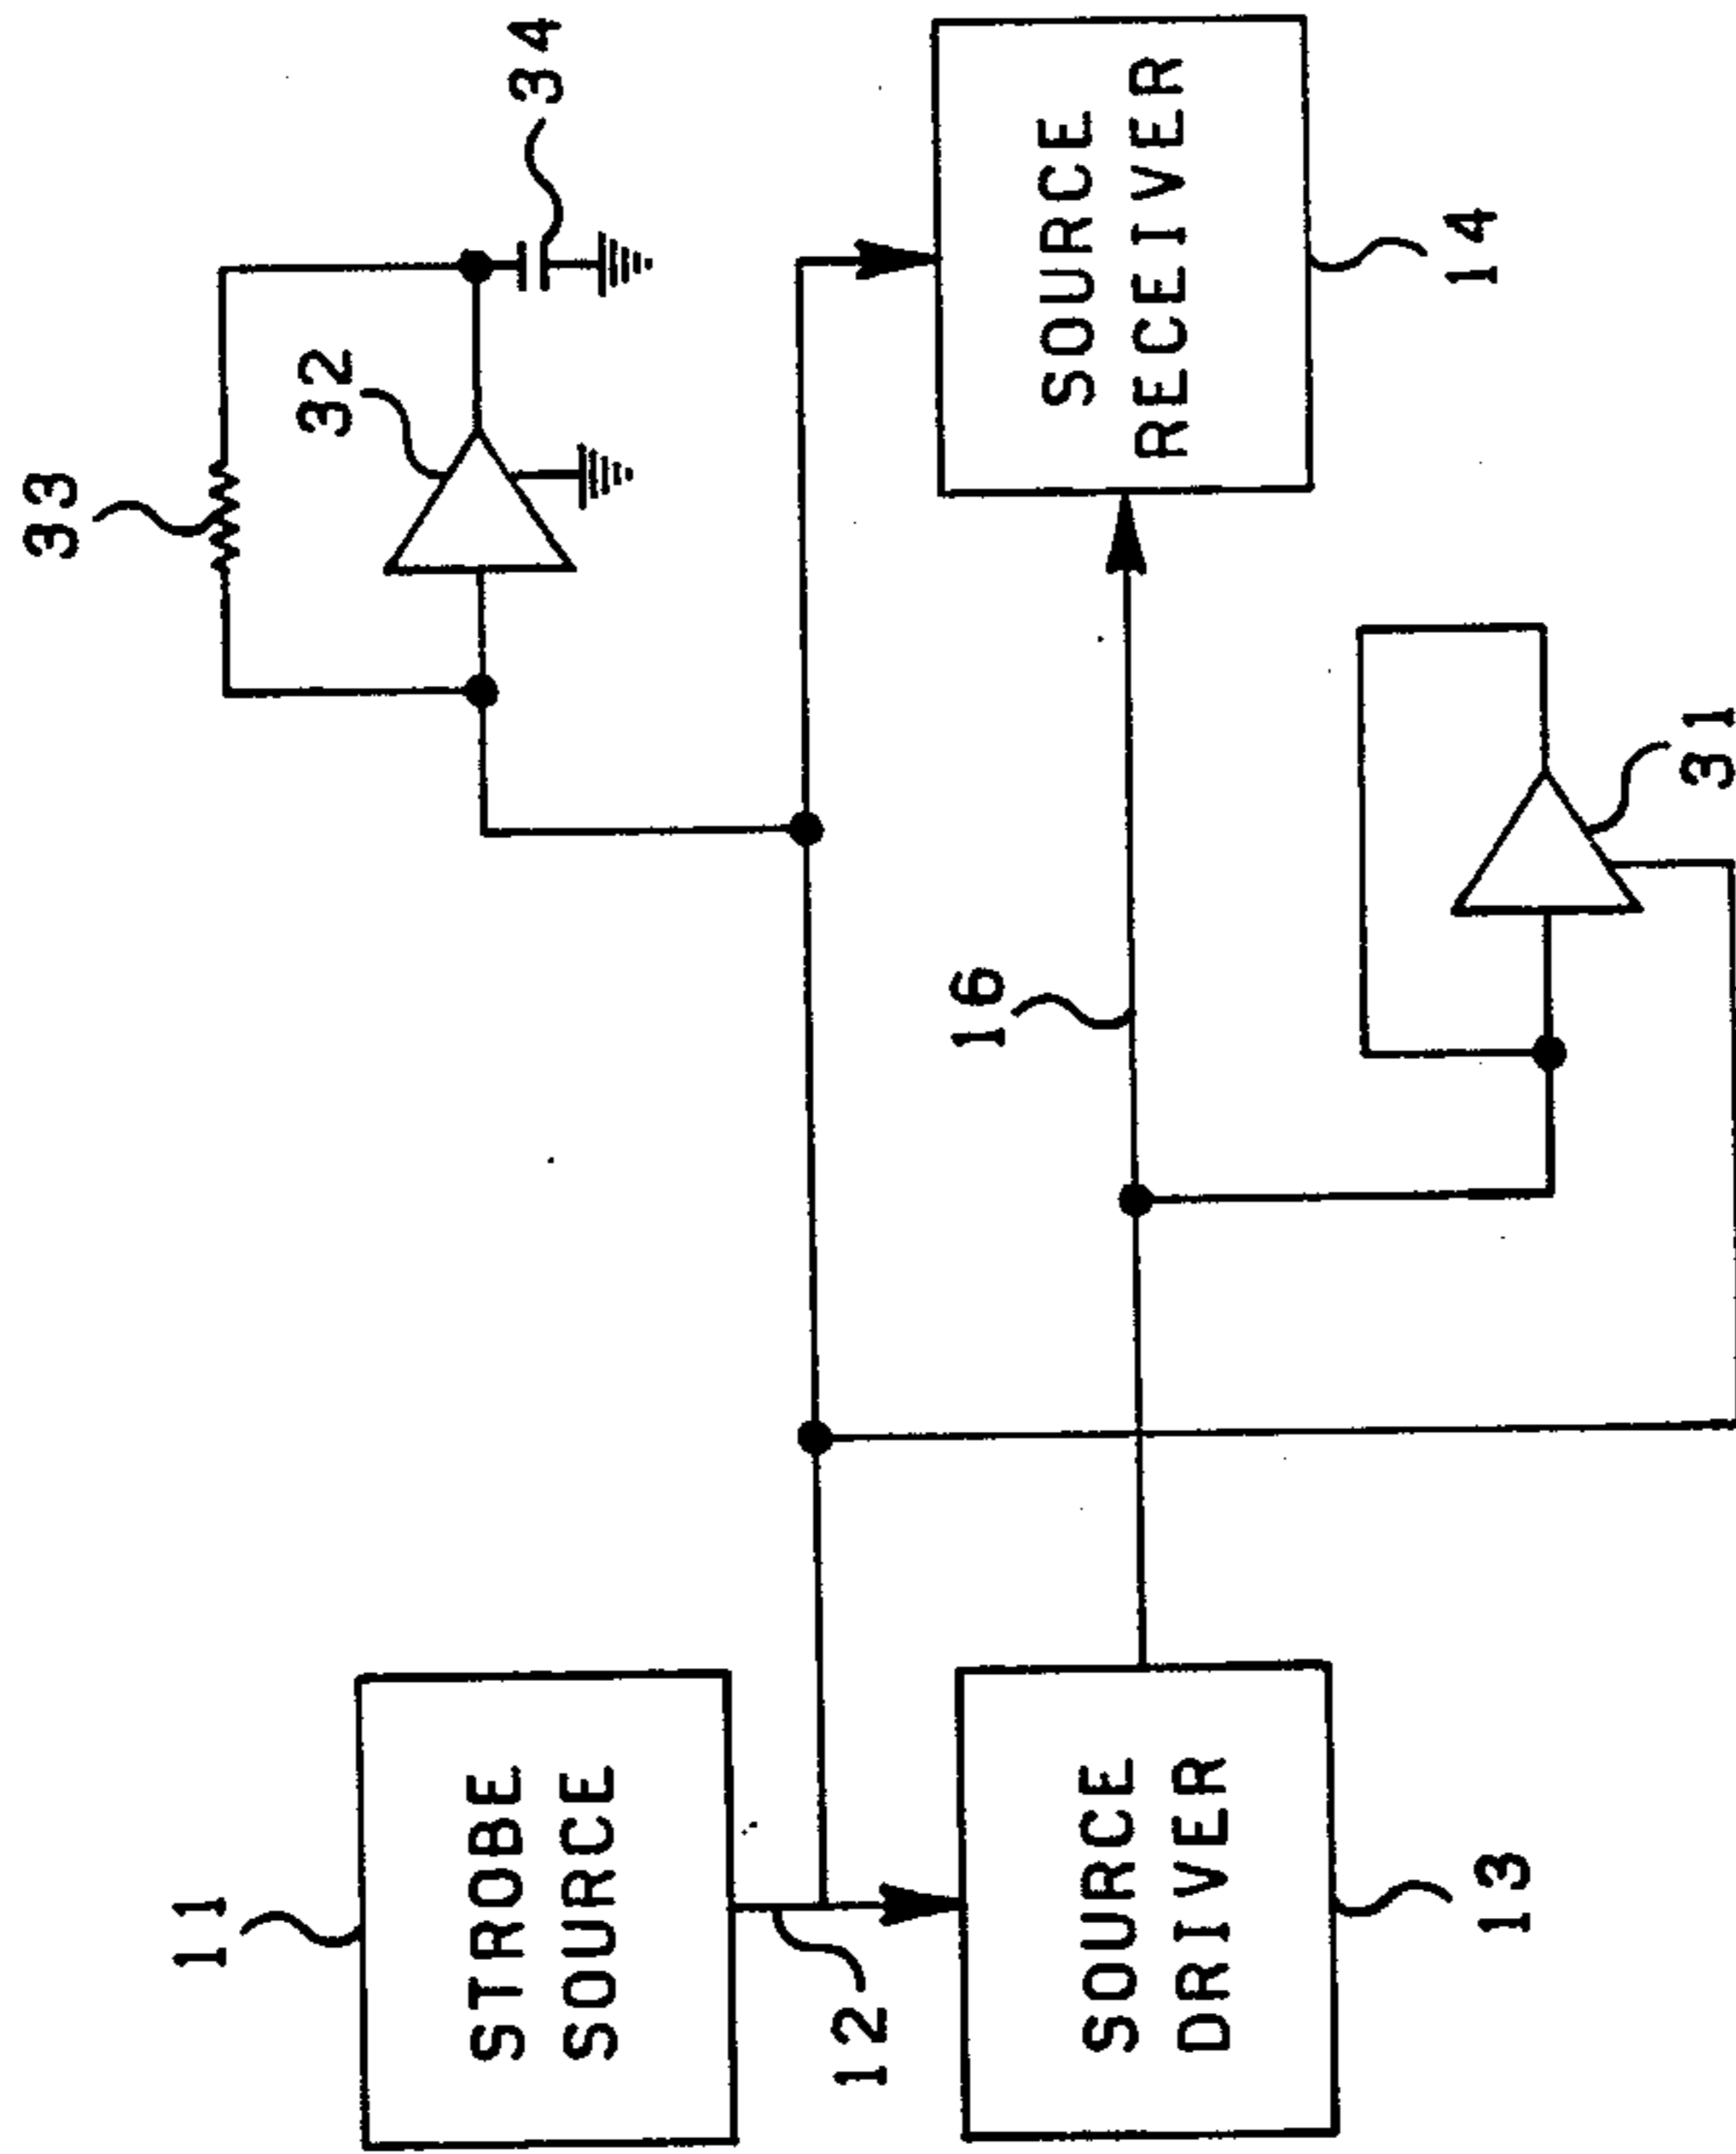 33
11
32
34
STROBE
SOURCE
12
16
SOURCE
RECEIVER
SOURCE
DRIVER
14
13
31